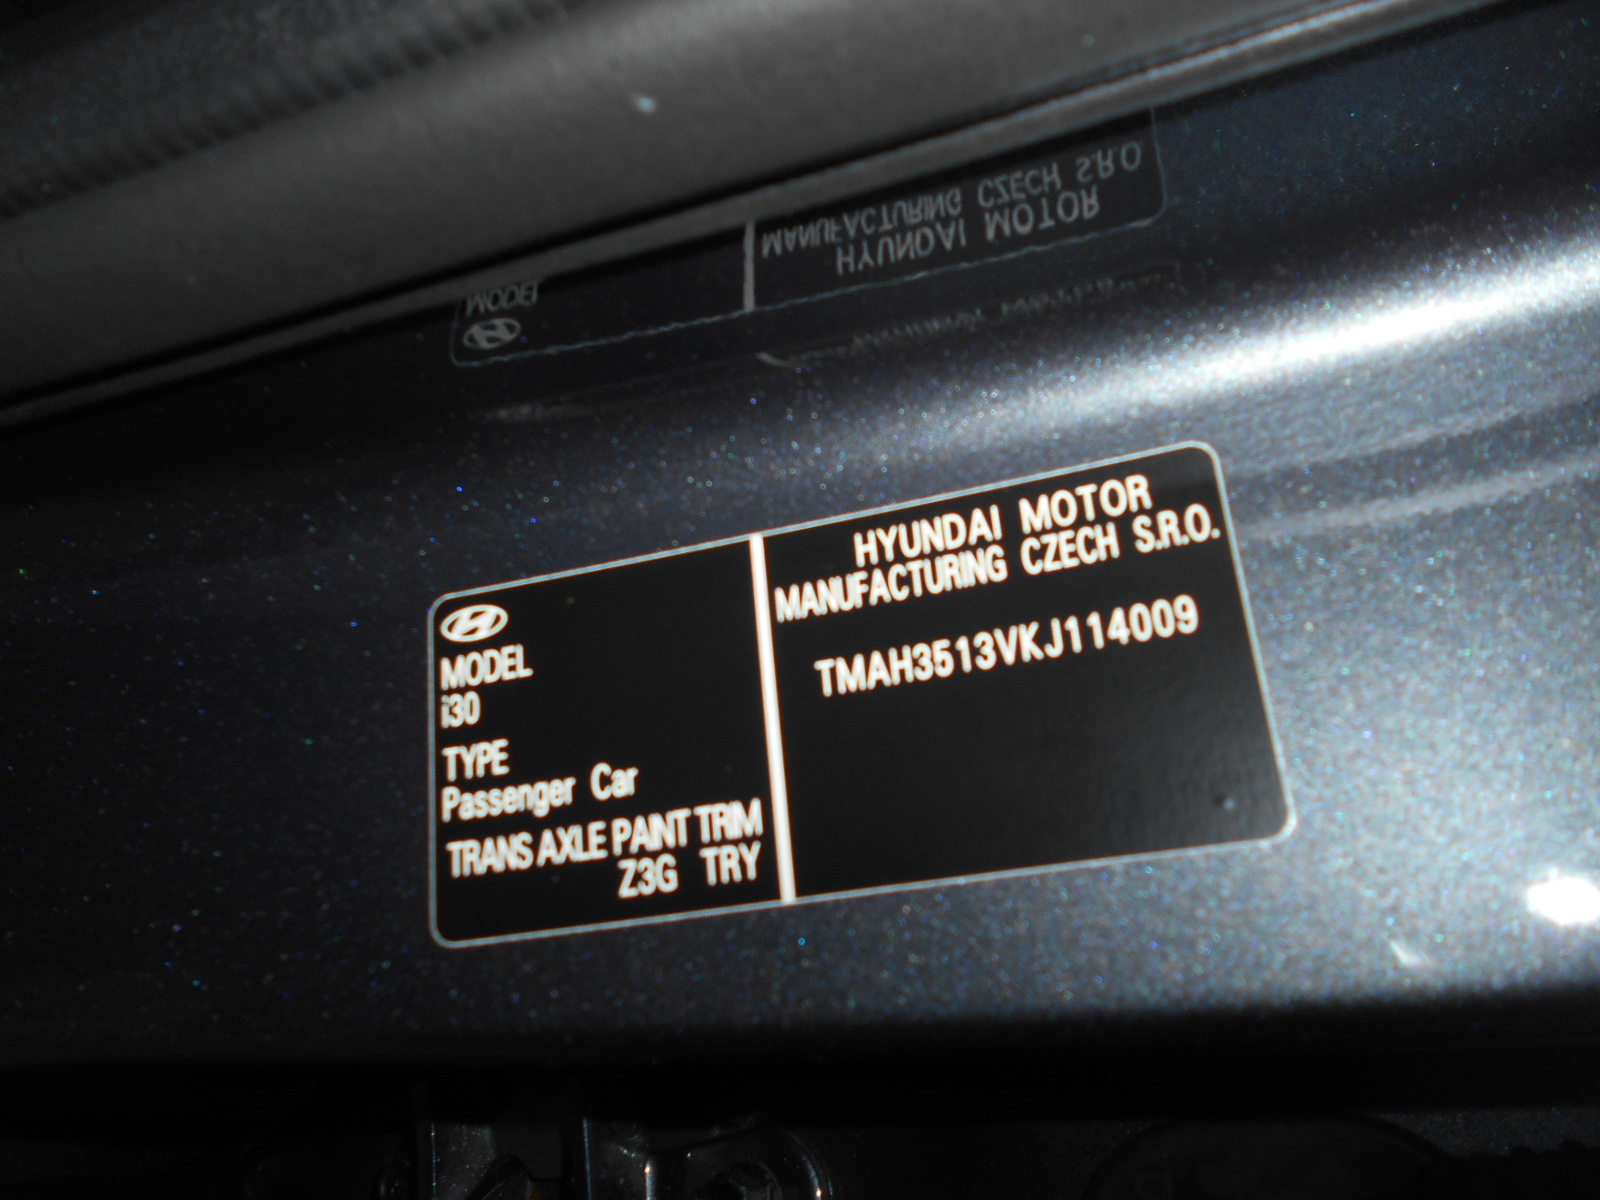 MODEL
i30
TYPE
Passenger Car
TRANS AXLE PAINT TRIM
Z3G TRY
HYUNDAI MOTOR
MANUFACTURING CZECH S.R.O.
TMAH3513VKJ114009
MANUFACTURING CZECH S.R.O.
HYUNDAI MOTOR
MODEL